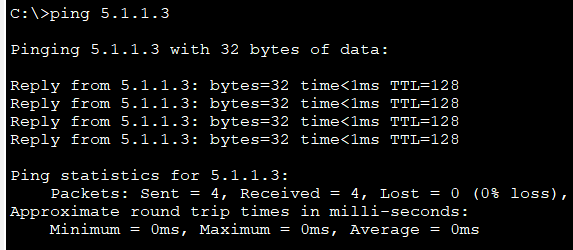 C:\>ping 5.1.1.3
Pinging 5.1.1.3 with 32 bytes of data:
Reply from 5.1.1.3: bytes=32 time<1ms TTL=128
Reply from 5.1.1.3: bytes=32 time<1ms TTL=128
Reply from 5.1.1.3: bytes=32 time<1ms TTL=128
Reply from 5.1.1.3: bytes=32 time<1ms TTL=128
Ping statistics for 5.1.1.3:
    Packets: Sent = 4, Received = 4, Lost = 0 (0% loss),
Approximate round trip times in milli-seconds:
    Minimum = 0ms, Maximum = 0ms, Average = 0ms